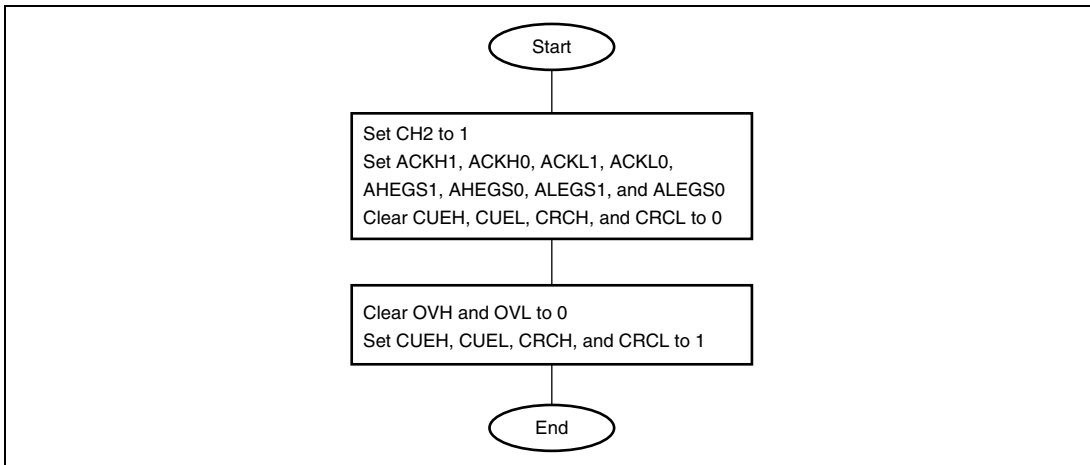 Start
Set CH2 to 1
Set ACKH1, ACKH0, ACKL1, ACKL0,
AHEGS1, AHEGS0, ALEGS1, and ALEGS0
Clear CUEH, CUEL, CRCH, and CRCL to 0
Clear OVH and OVL to 0
Set CUEH, CUEL, CRCH, and CRCL to 1
End